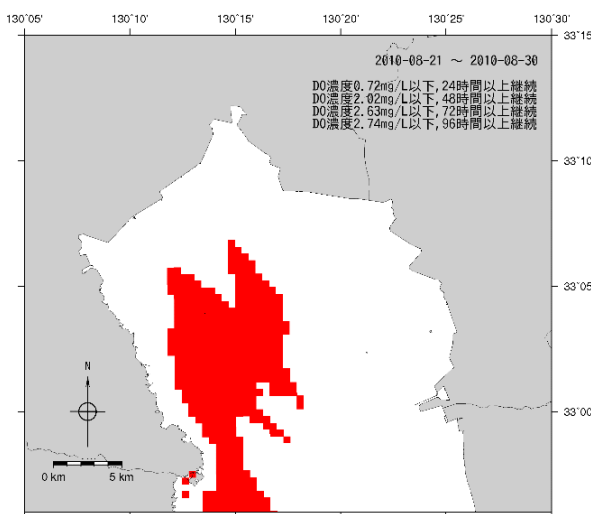 130°05' 130°10' 130°15' 130°20' 130°25' 130°30'
33°15'
2010-08-21 ～ 2010-08-30
DO濃度0.72mg/L以下,24時間以上継続
DO濃度2.02mg/L以下,48時間以上継続
DO濃度2.63mg/L以下,72時間以上継続
DO濃度2.74mg/L以下,96時間以上継続
33°10'
33°05'
N
33°00'
0 km 5 km